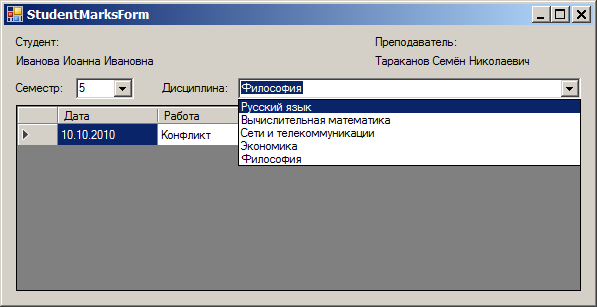 StudentMarksForm
Студент: Преподаватель:
Иванова Иоанна Ивановна Тараканов Семён Николаевич
Семестр: 5 Дисциплина: Философия
Дата Работа
10.10.2010 Конфликт
Русский язык
Вычислительная математика
Сети и телекоммуникации
Экономика
Философия